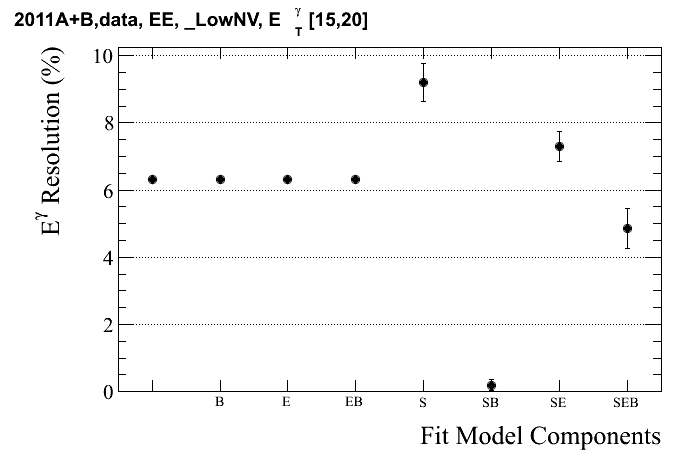 2011A+B,data, EE, _LowNV, E γ T [15,20]
E γ Resolution (%)
10
8
6
4
2
0
B E EB S SB SE SEB
Fit Model Components